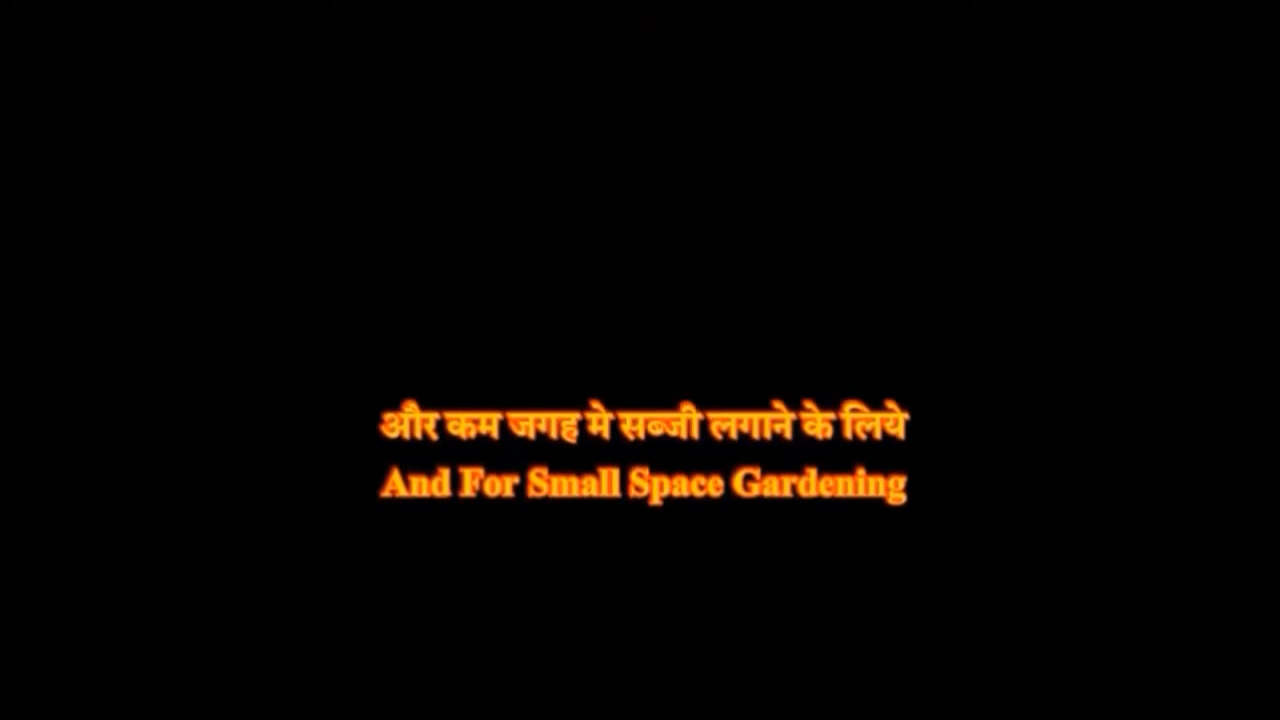 और कम जगह मे सब्जी लगाने के लिये
And For Small Space Gardening